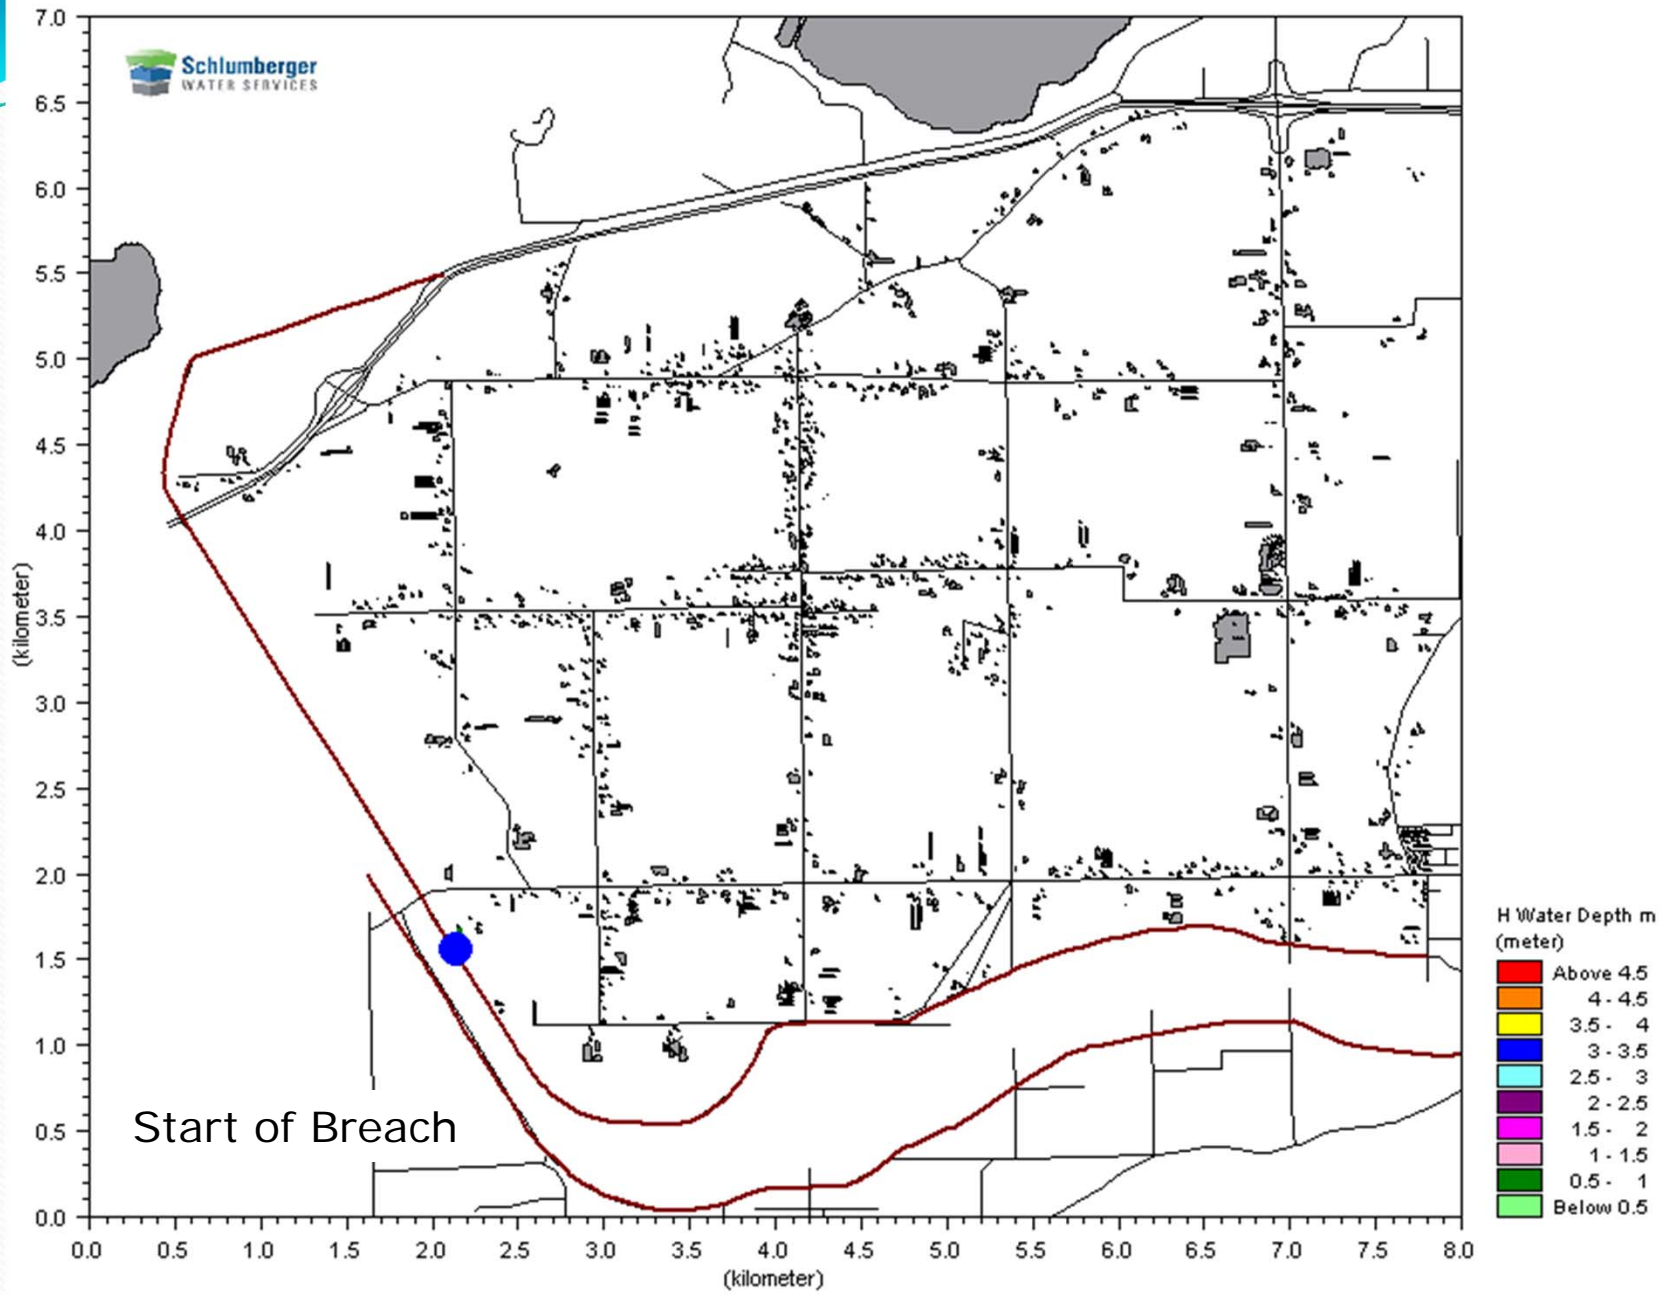 Schlumberger
WATER SERVICES
7.0
6.5
6.0
5.5
5.0
4.5
4.0
3.5
3.0
2.5
2.0
1.5
1.0
0.5
0.0
(kilometer)
Start of Breach
0.0 0.5 1.0 1.5 2.0 2.5 3.0 3.5 4.0 4.5 5.0 5.5 6.0 6.5 7.0 7.5 8.0
(kilometer)
H Water Depth m
(meter)
Above 4.5
4 - 4.5
3.5 - 4
3 - 3.5
2.5 - 3
2 - 2.5
1.5 - 2
1 - 1.5
0.5 - 1
Below 0.5